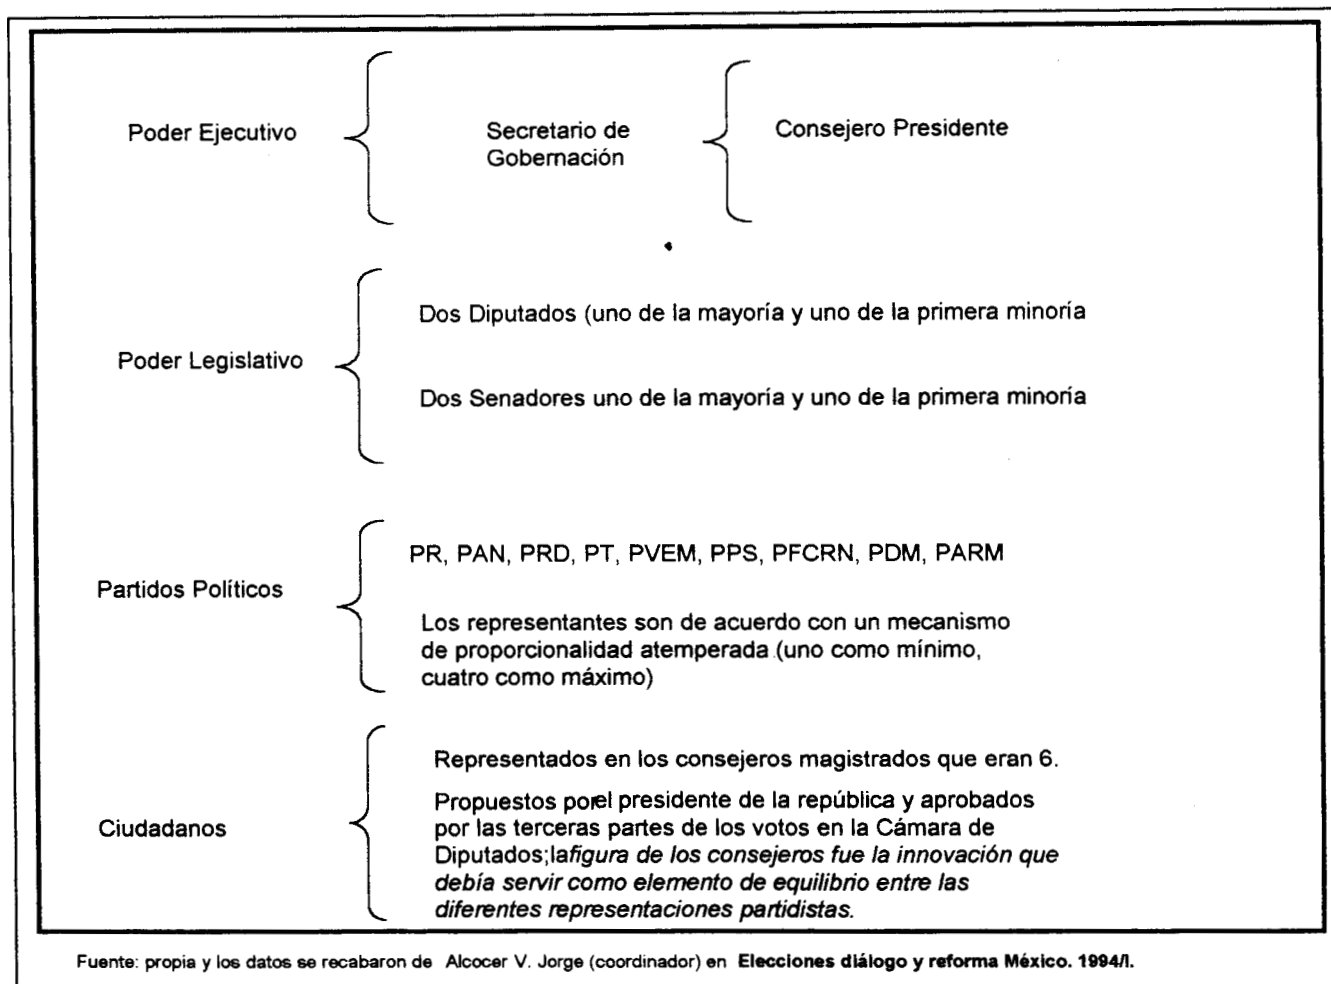 Poder Ejecutivo
Secretario de
Gobernación
Consejero Presidente
Poder Legislativo
Dos Diputados (uno de la mayoría y uno de la primera minoría
Dos Senadores uno de la mayoría y uno de la primera minoría
Partidos Políticos
PR, PAN, PRD, PT, PVEM, PPS, PFCRN, PDM, PARM
Los representantes son de acuerdo con un mecanismo
de proporcionalidad atemperada (uno como mínimo,
cuatro como máximo)
Ciudadanos
Representados en los consejeros magistrados que eran 6.
Propuestos por el presidente de la república y aprobados
por las terceras partes de los votos en la Cámara de
Diputados;la figura de los consejeros fue la innovación que
debía servir como elemento de equilibrio entre las
diferentes representaciones partidistas.
Fuente: propia y los datos se recabaron de Alcocer V. Jorge (coordinador) en Elecciones diálogo y reforma México. 1994/I.